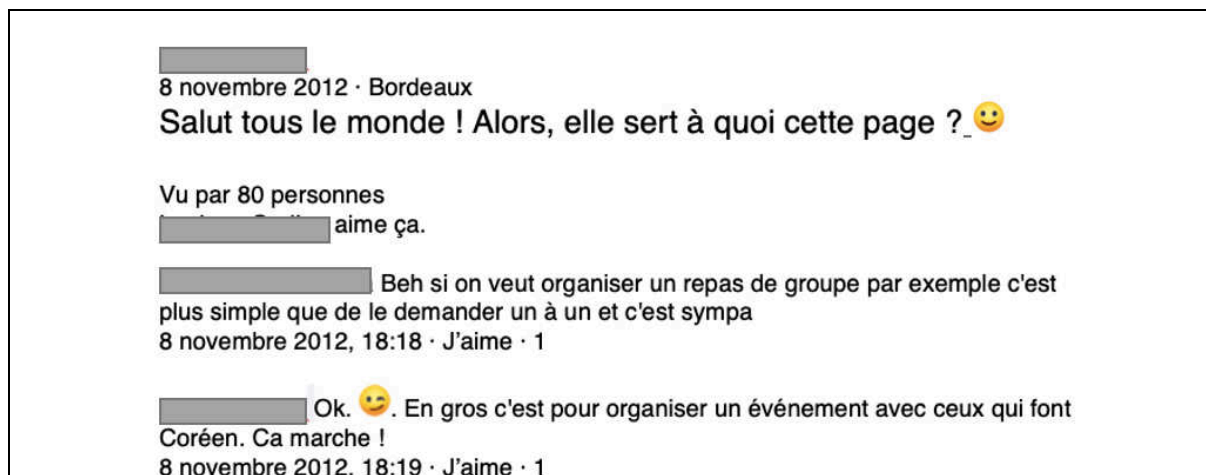 8 novembre 2012 · Bordeaux
Salut tous le monde ! Alors, elle sert à quoi cette page ? 🙂
Vu par 80 personnes
aime ça.
Beh si on veut organiser un repas de groupe par exemple c'est
plus simple que de le demander un à un et c'est sympa
8 novembre 2012, 18:18 · J'aime · 1
Ok. 😉. En gros c'est pour organiser un événement avec ceux qui font
Coréen. Ca marche !
8 novembre 2012, 18:19 · J'aime · 1